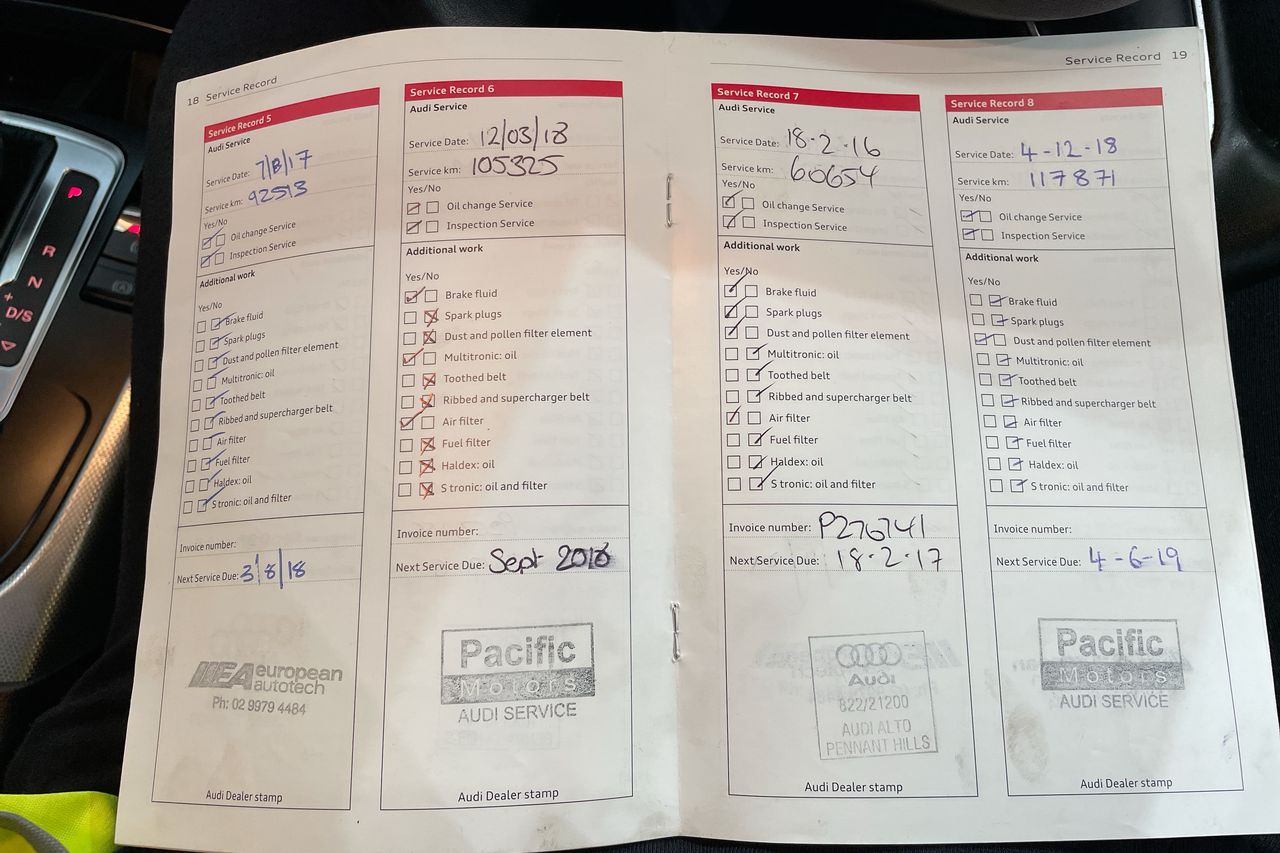 18 Service Record
Service Record 5
Audi Service
Service Date: 7/8/17
Service km: 92513
Yes/No
Oil change Service
Inspection Service
Additional work
Yes/No
Brake fluid
Spark plugs
Dust and pollen filter element
Multitronic: oil
Toothed belt
Ribbed and supercharger belt
Air filter
Fuel filter
Haldex: oil
S tronic: oil and filter
Invoice number:
Next Service Due: 3/8/18
EA european
autotech
Ph: 02 9979 4484
Audi Dealer stamp
Service Record 6
Audi Service
Service Date: 12/03/18
Service km: 105325
Yes/No
Oil change Service
Inspection Service
Additional work
Yes/No
Brake fluid
Spark plugs
Dust and pollen filter element
Multitronic: oil
Toothed belt
Ribbed and supercharger belt
Air filter
Fuel filter
Haldex: oil
S tronic: oil and filter
Invoice number:
Next Service Due: Sept 2018
Pacific
Motors
AUDI SERVICE
Audi Dealer stamp
Service Record 19
Service Record 7
Audi Service
Service Date: 18-2-16
Service km: 60654
Yes/No
Oil change Service
Inspection Service
Additional work
Yes/No
Brake fluid
Spark plugs
Dust and pollen filter element
Multitronic: oil
Toothed belt
Ribbed and supercharger belt
Air filter
Fuel filter
Haldex: oil
S tronic: oil and filter
Invoice number: P276741
Next Service Due: 18-2-17
Audi
822/21200
AUDI ALTO
PENNANT HILLS
Audi Dealer stamp
Service Record 8
Audi Service
Service Date: 4-12-18
Service km: 117871
Yes/No
Oil change Service
Inspection Service
Additional work
Yes/No
Brake fluid
Spark plugs
Dust and pollen filter element
Multitronic: oil
Toothed belt
Ribbed and supercharger belt
Air filter
Fuel filter
Haldex: oil
S tronic: oil and filter
Invoice number:
Next Service Due: 4-6-19
Pacific
Motors
AUDI SERVICE
Audi Dealer stamp
P
R
N
+
D/S